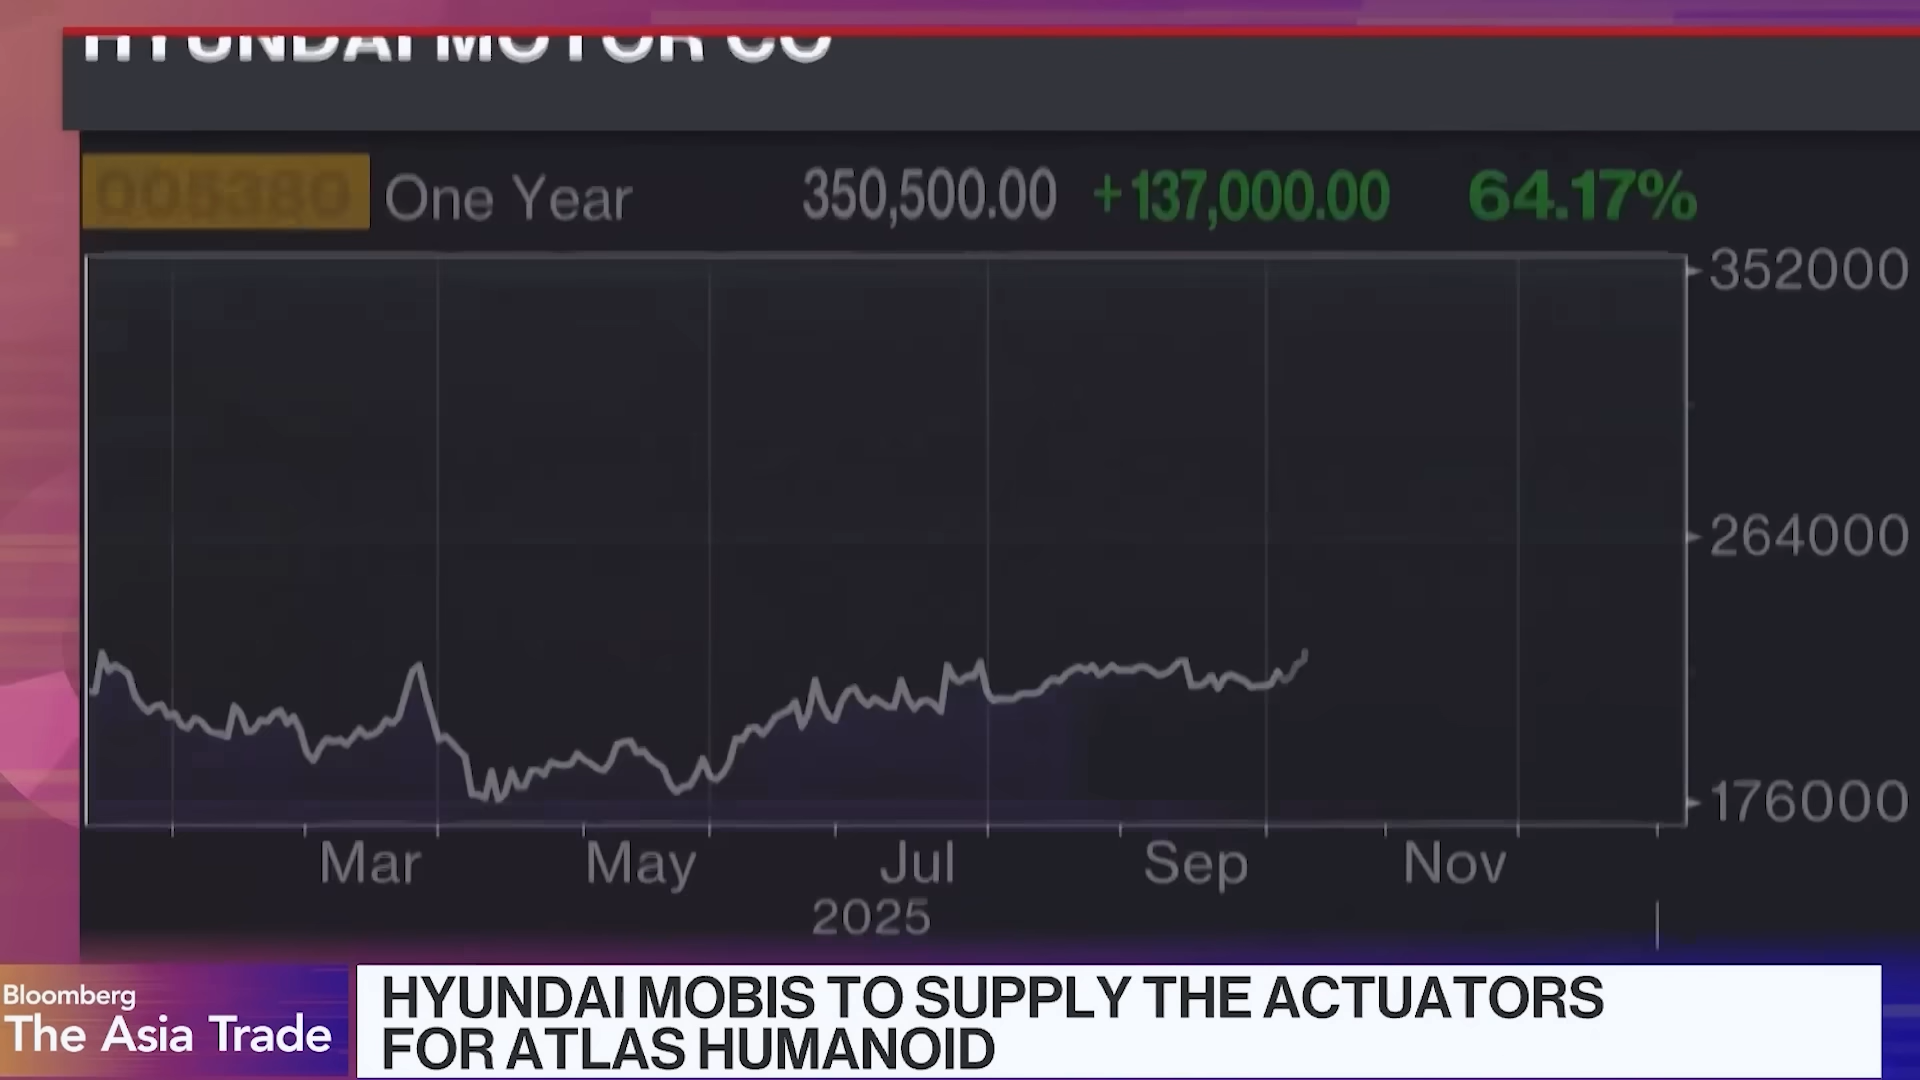 HYUNDAI MOTOR CO
005380 One Year 350,500.00 +137,000.00 64.17%
352000
264000
176000
Mar May Jul Sep Nov
2025
Bloomberg
The Asia Trade
HYUNDAI MOBIS TO SUPPLY THE ACTUATORS
FOR ATLAS HUMANOID